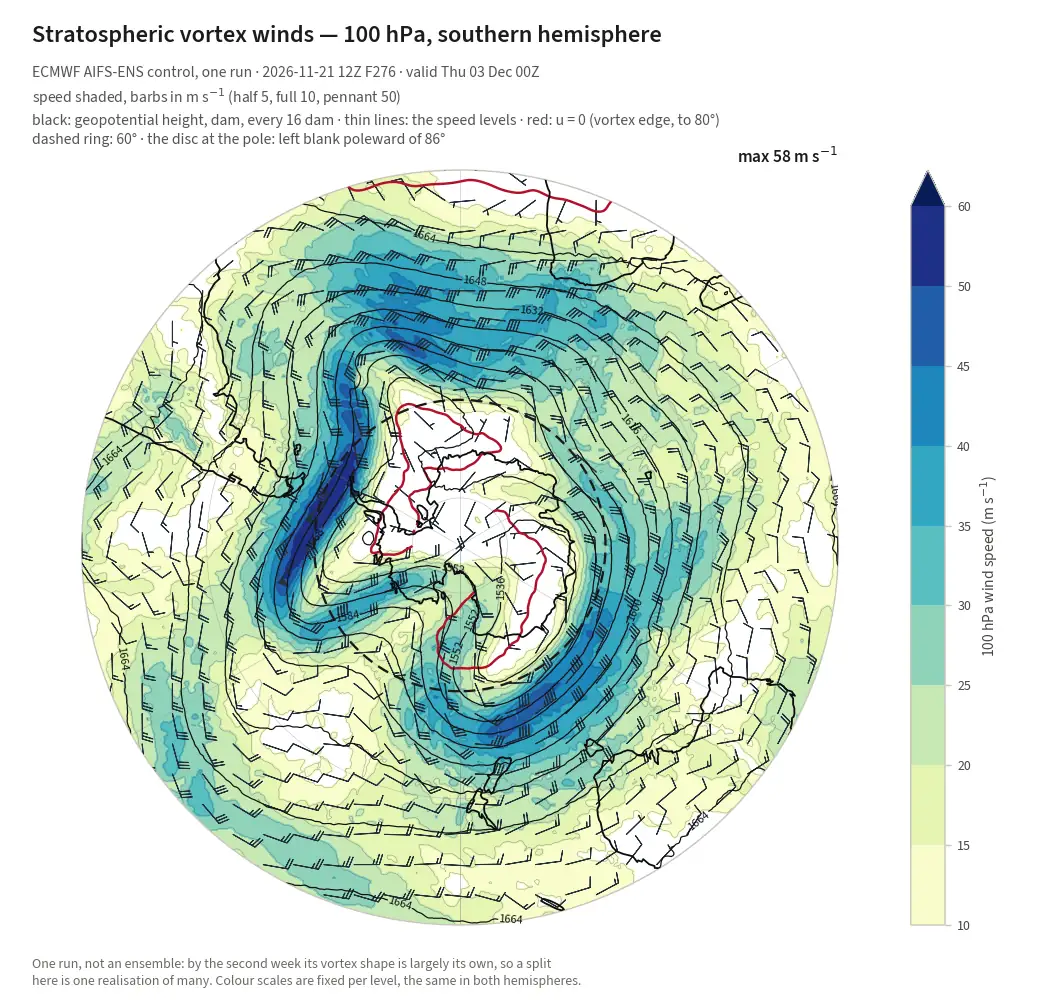 Stratospheric vortex winds — 100 hPa, southern hemisphere
ECMWF AIFS-ENS control, one run · 2026-11-21 12Z F276 · valid Thu 03 Dec 00Z
speed shaded, barbs in m s⁻¹ (half 5, full 10, pennant 50)
black: geopotential height, dam, every 16 dam · thin lines: the speed levels · red: u = 0 (vortex edge, to 80°)
dashed ring: 60° · the disc at the pole: left blank poleward of 86°
max 58 m s⁻¹
60
50
45
40
35
30
25
20
15
10
100 hPa wind speed (m s⁻¹)
1664
1648
1632
1664
1536
1584
1552
1552
1664
1664
1664
1664
One run, not an ensemble: by the second week its vortex shape is largely its own, so a split
here is one realisation of many. Colour scales are fixed per level, the same in both hemispheres.